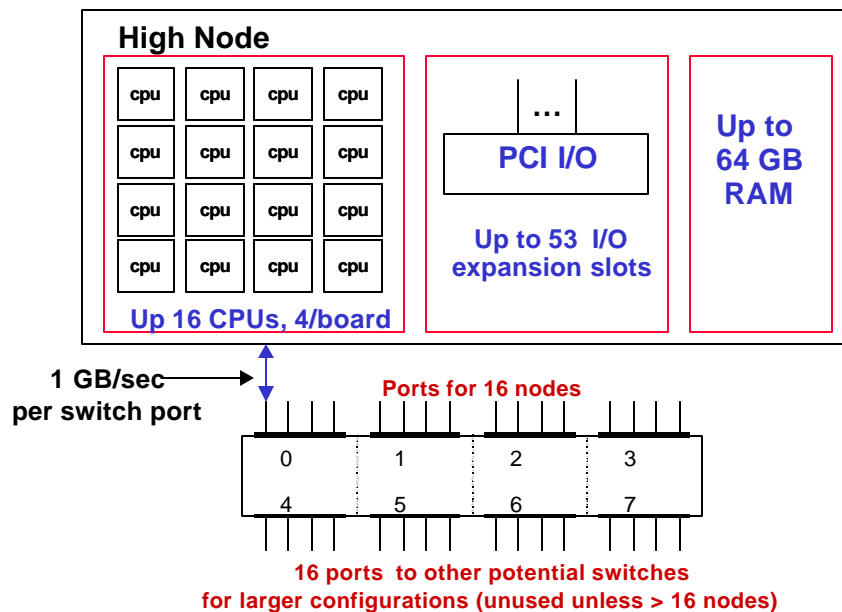 High Node
cpu cpu cpu cpu
cpu cpu cpu cpu
cpu cpu cpu cpu
cpu cpu cpu cpu
Up 16 CPUs, 4/board
...
PCI I/O
Up to 53 I/O
expansion slots
Up to
64 GB
RAM
1 GB/sec
per switch port
Ports for 16 nodes
0 1 2 3
4 5 6 7
16 ports to other potential switches
for larger configurations (unused unless > 16 nodes)